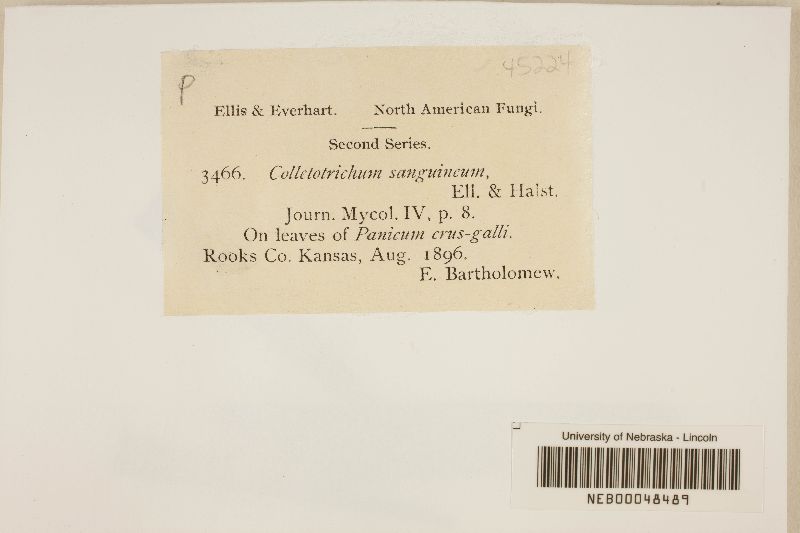 45224
P
Ellis & Everhart. North American Fungi.
Second Series.
3466. Colletotrichum sanguineum,
Ell. & Halst.
Journ. Mycol. IV, p. 8.
On leaves of Panicum crus-galli.
Rooks Co. Kansas, Aug. 1896.
E. Bartholomew.
University of Nebraska - Lincoln
NEB00048489